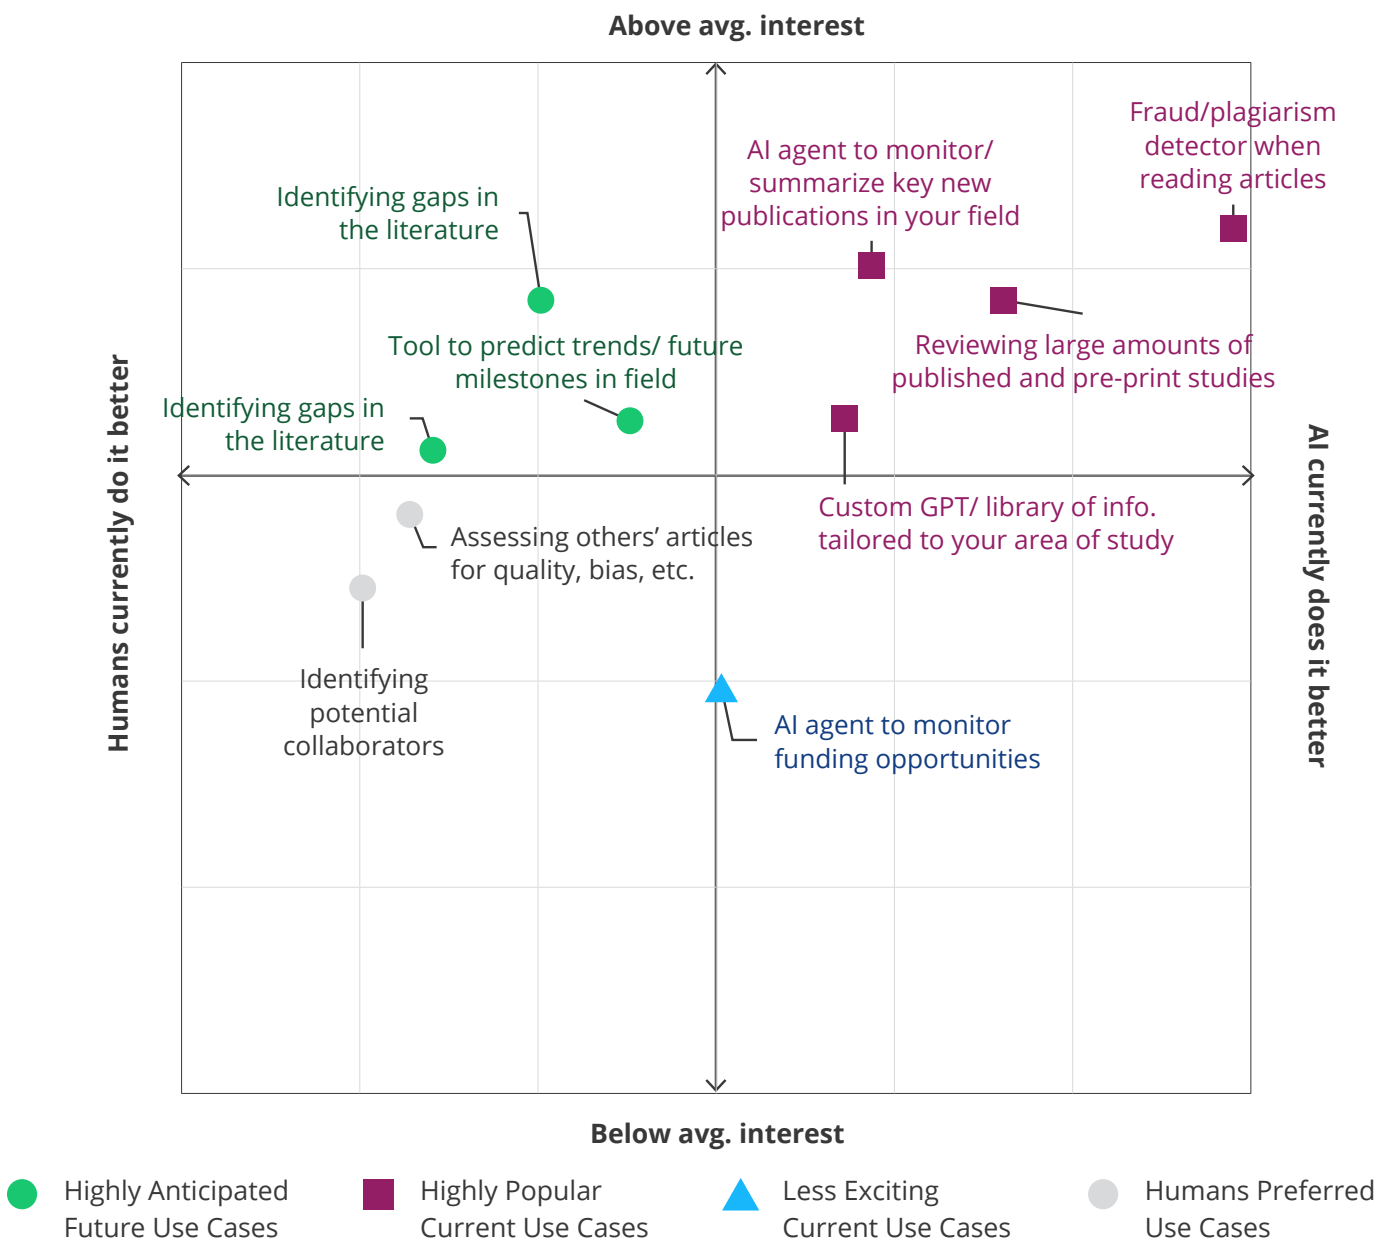 Above avg. interest
Fraud/plagiarism
detector when
reading articles
AI agent to monitor/
summarize key new
publications in your field
Identifying gaps in
the literature
Tool to predict trends/ future
milestones in field
Reviewing large amounts of
published and pre-print studies
Identifying gaps in
the literature
Humans currently do it better
AI currently does it better
Custom GPT/ library of info.
tailored to your area of study
Assessing others’ articles
for quality, bias, etc.
Identifying
potential
collaborators
AI agent to monitor
funding opportunities
Below avg. interest
Highly Anticipated
Future Use Cases
Highly Popular
Current Use Cases
Less Exciting
Current Use Cases
Humans Preferred
Use Cases